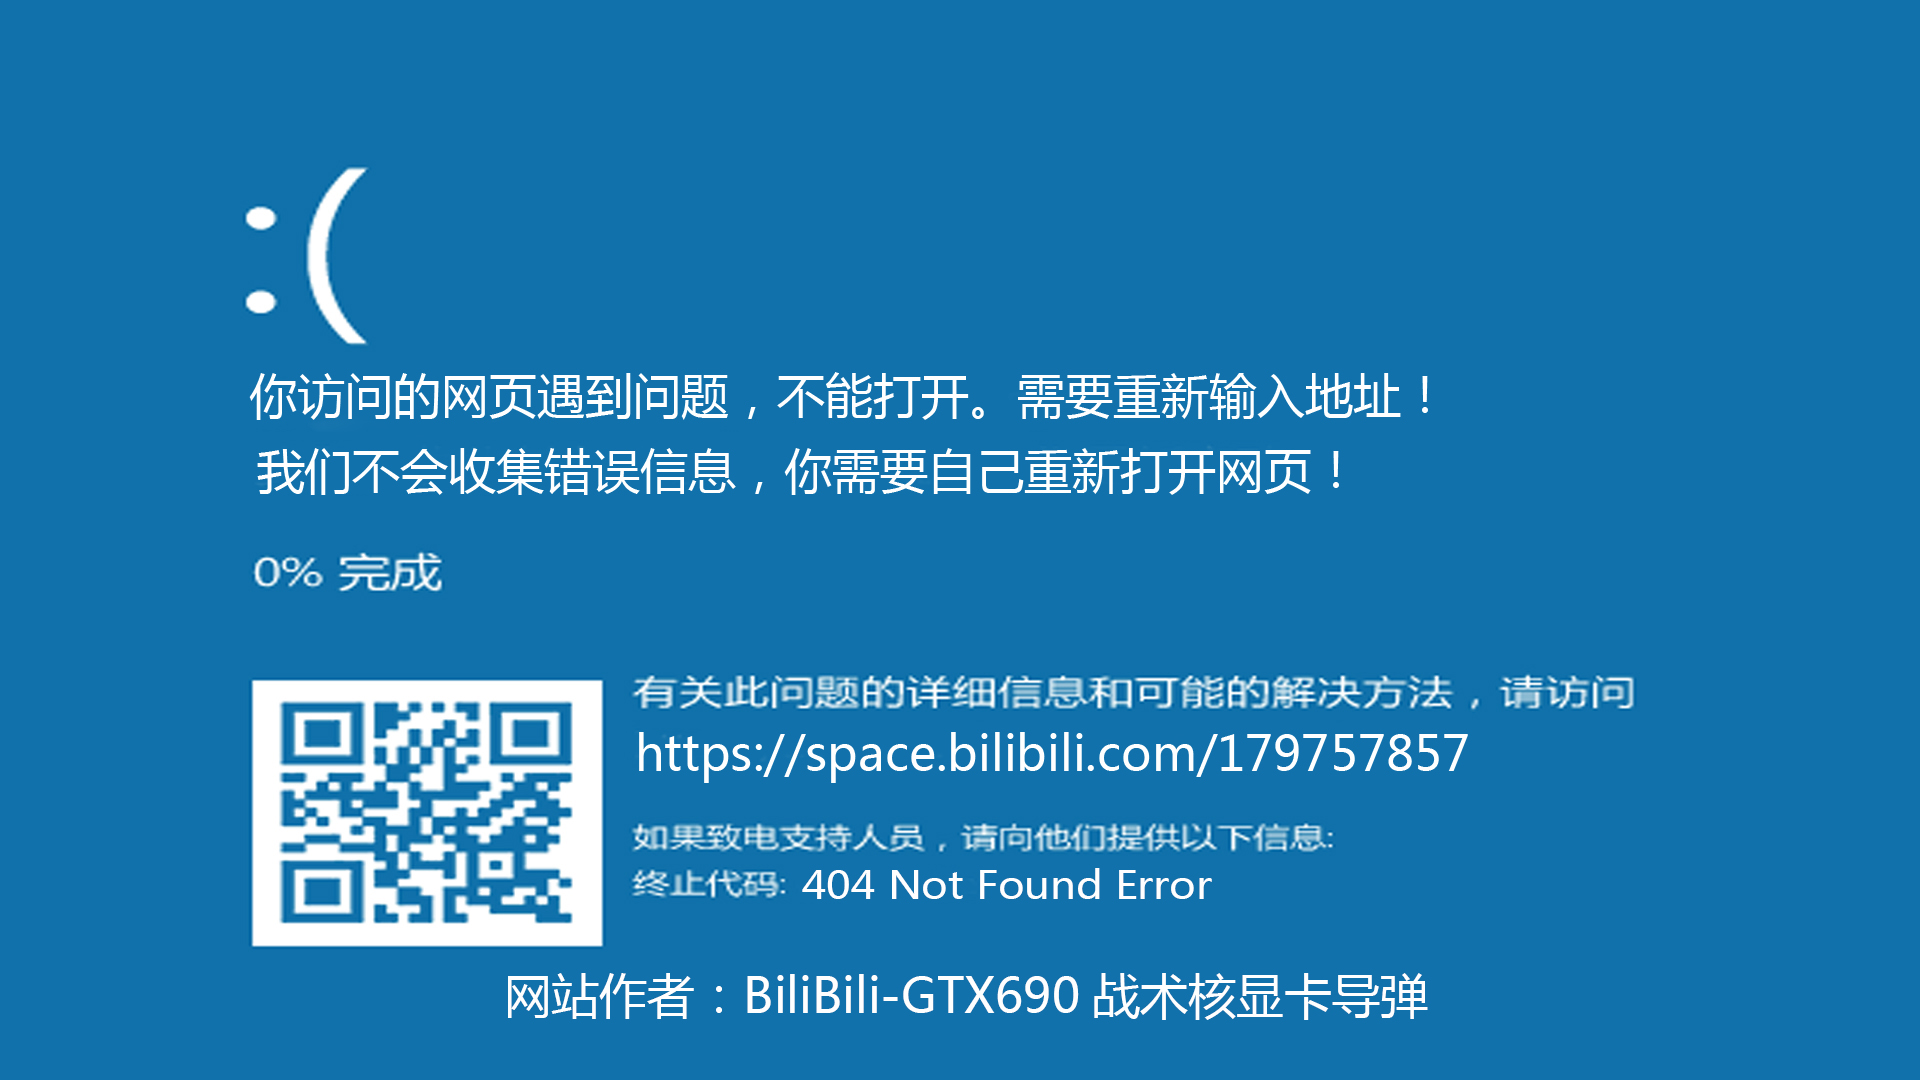 :(
你访问的网页遇到问题，不能打开。需要重新输入地址！
我们不会收集错误信息，你需要自己重新打开网页！
0% 完成
有关此问题的详细信息和可能的解决方法，请访问
https://space.bilibili.com/179757857
如果致电支持人员，请向他们提供以下信息:
终止代码: 404 Not Found Error
网站作者：BiliBili-GTX690 战术核显卡导弹